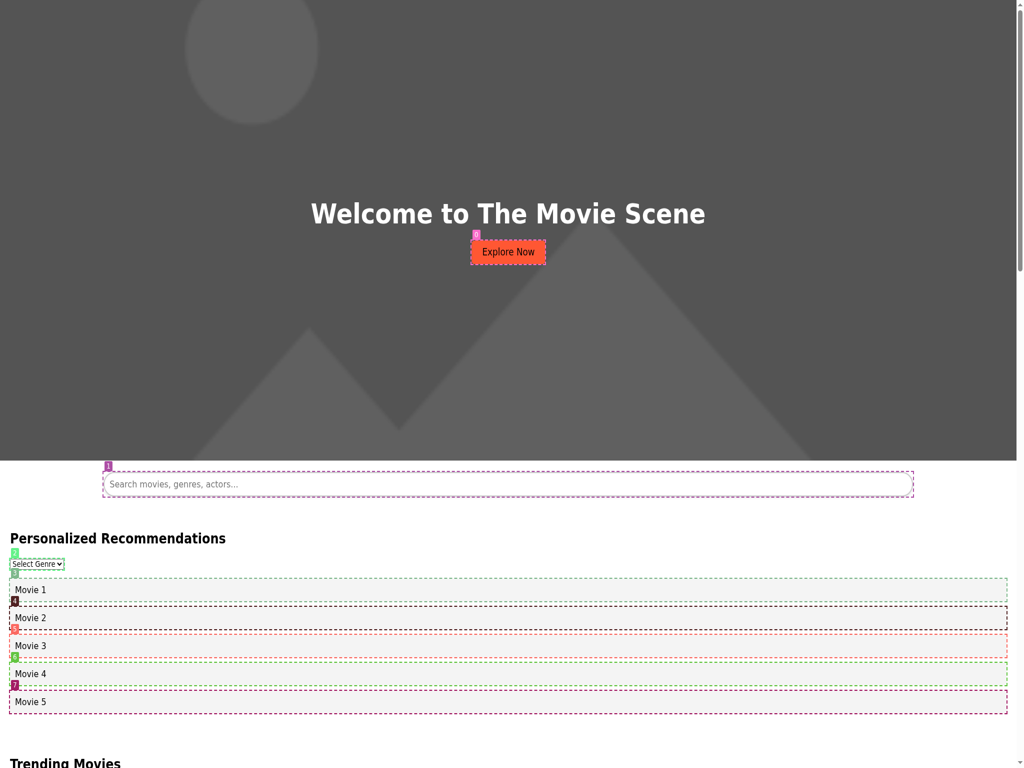 Welcome to The Movie Scene
0
Explore Now
1
Search movies, genres, actors...
Personalized Recommendations
2
Select Genre
3
Movie 1
4
Movie 2
5
Movie 3
6
Movie 4
7
Movie 5
Trending Movies